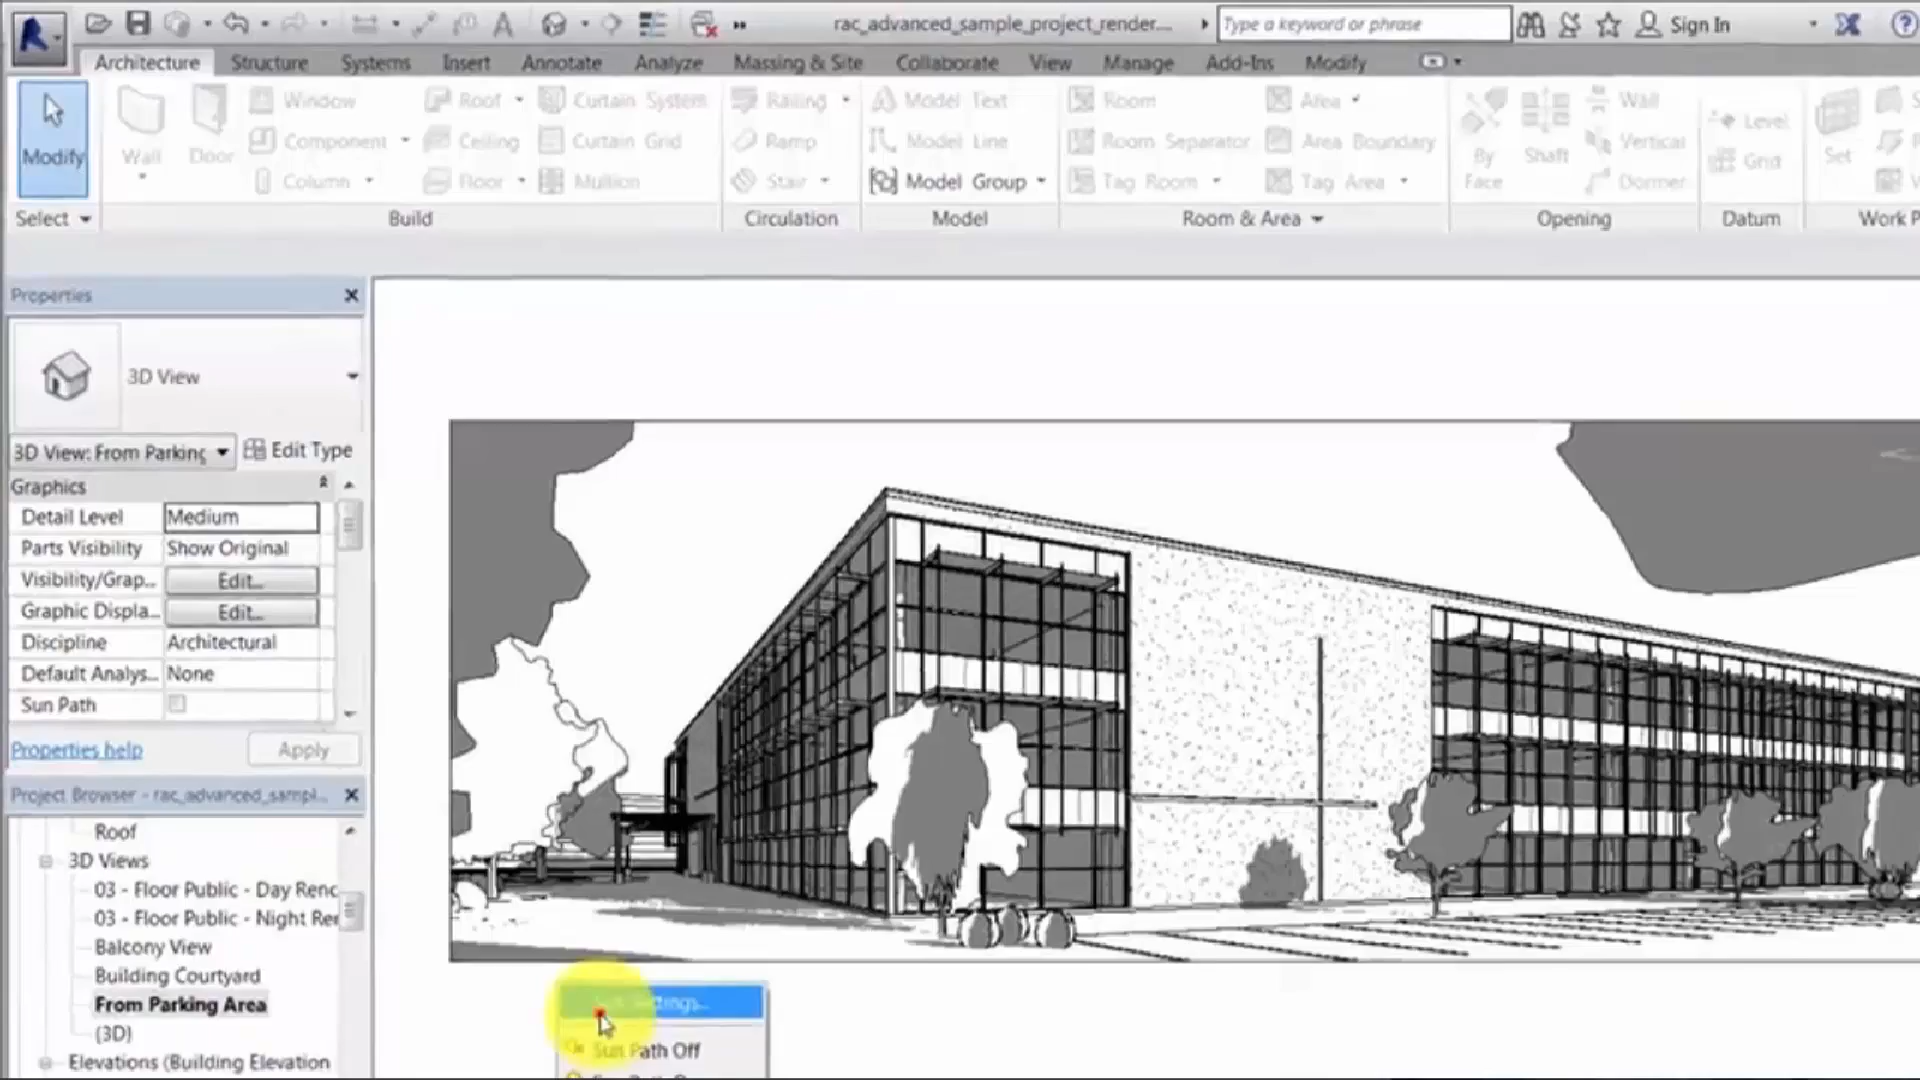 rac_advanced_sample_project_render...
Type a keyword or phrase
Sign In
Architecture Structure Systems Insert Annotate Analyze Massing & Site Collaborate View Manage Add-Ins Modify
Modify
Wall
Door
Window
Component
Column
Roof
Ceiling
Floor
Curtain System
Curtain Grid
Mullion
Railing
Ramp
Stair
Model Text
Model Line
Model Group
Room
Room Separator
Tag Room
Area
Area Boundary
Tag Area
By
Face
Shaft
Wall
Vertical
Dormer
Level
Grid
Set
Select
Build
Circulation
Model
Room & Area
Opening
Datum
Work P
Properties
3D View
3D View: From Parking
Edit Type
Graphics
Detail Level Medium
Parts Visibility Show Original
Visibility/Grap... Edit...
Graphic Displa... Edit...
Discipline Architectural
Default Analys... None
Sun Path
Properties help
Apply
Project Browser - rac_advanced_sampl...
Roof
3D Views
03 - Floor Public - Day Renc
03 - Floor Public - Night Rer
Balcony View
Building Courtyard
From Parking Area
(3D)
Elevations (Building Elevation
Sun Path Off